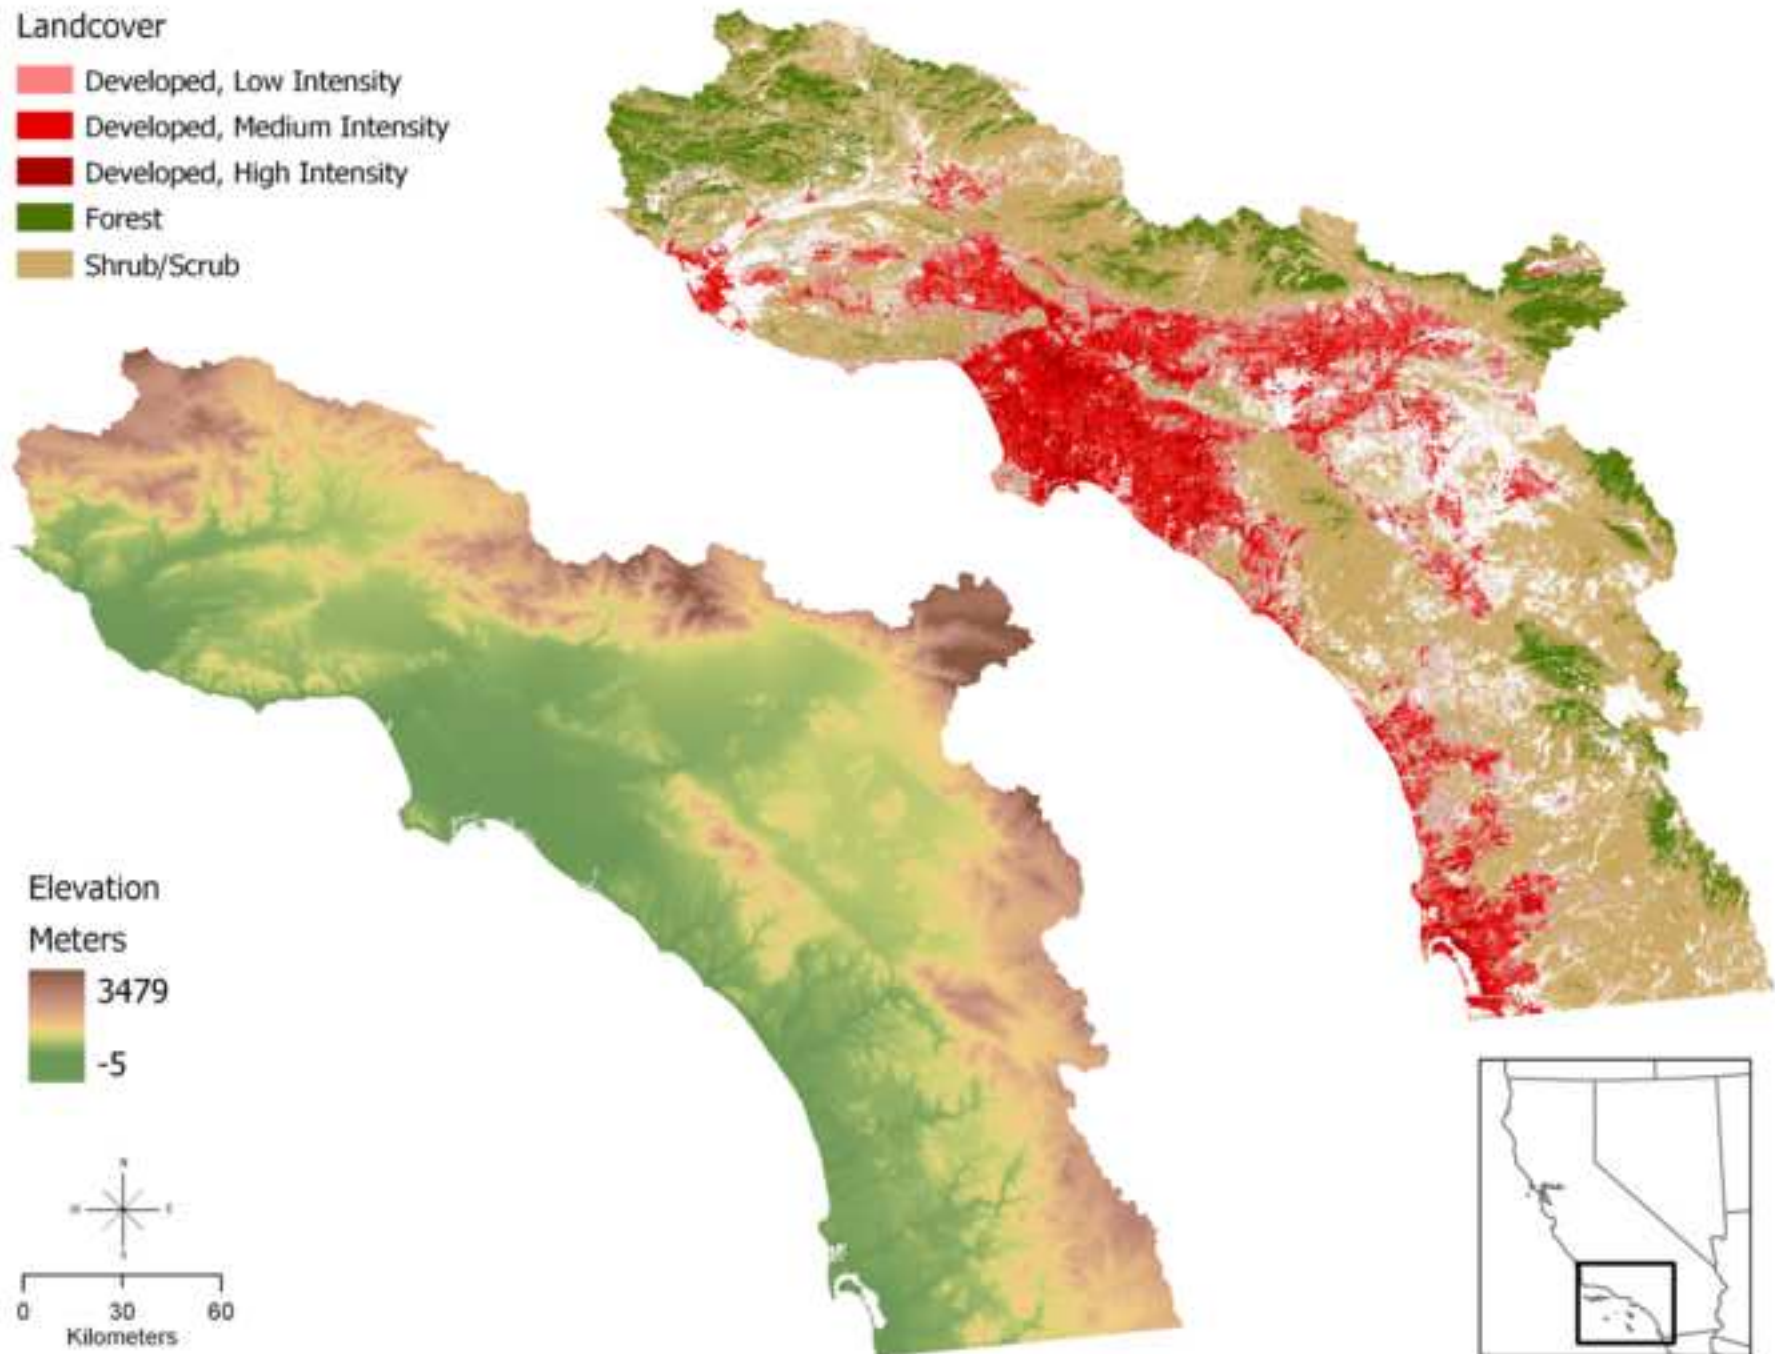 Landcover
Developed, Low Intensity
Developed, Medium Intensity
Developed, High Intensity
Forest
Shrub/Scrub
Elevation
Meters
3479
-5
N
E
S
0 30 60
Kilometers